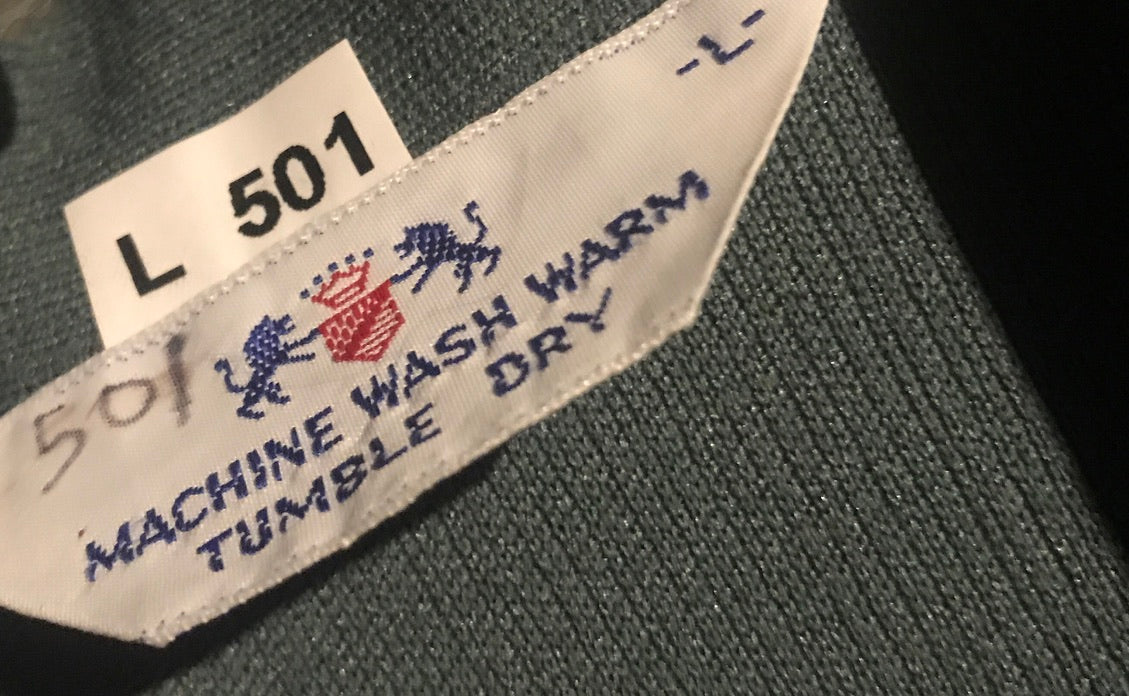 -L-
L 501
501
MACHINE WASH WARM
TUMBLE DRY